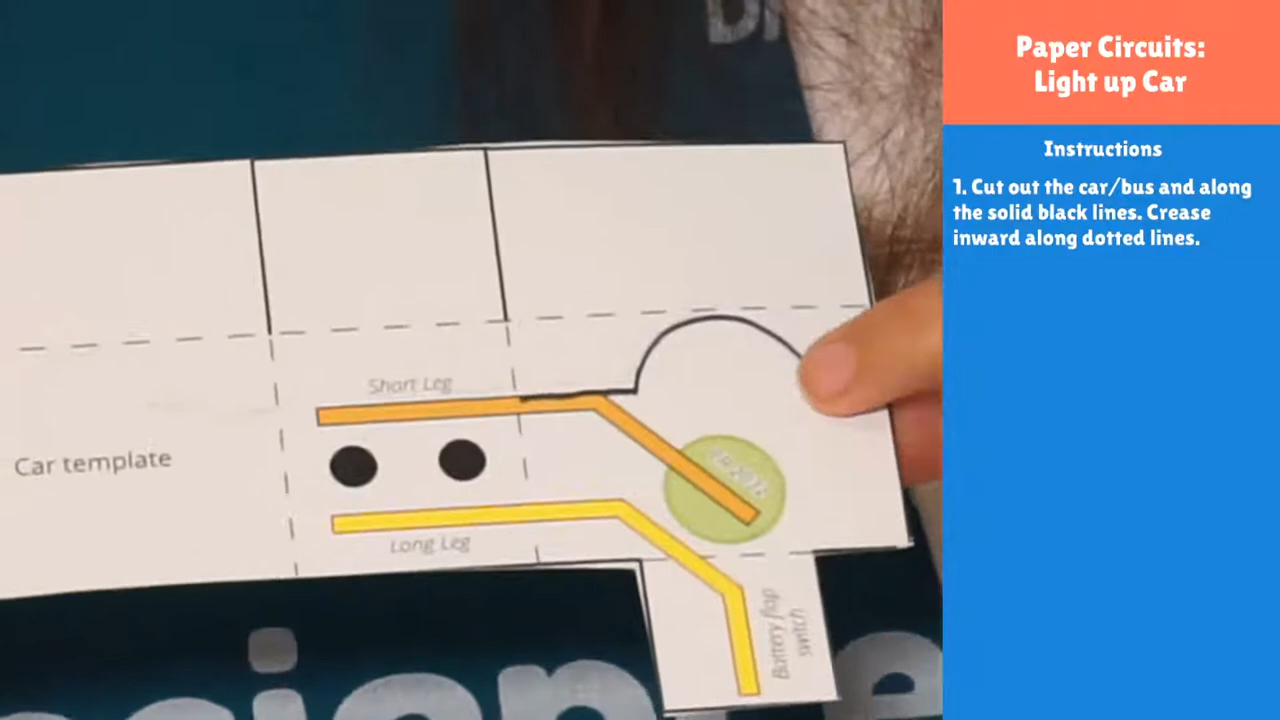 Paper Circuits:
Light up Car
Instructions
1. Cut out the car/bus and along
the solid black lines. Crease
inward along dotted lines.
Short Leg
Car template
Long Leg
Battery flap
switch